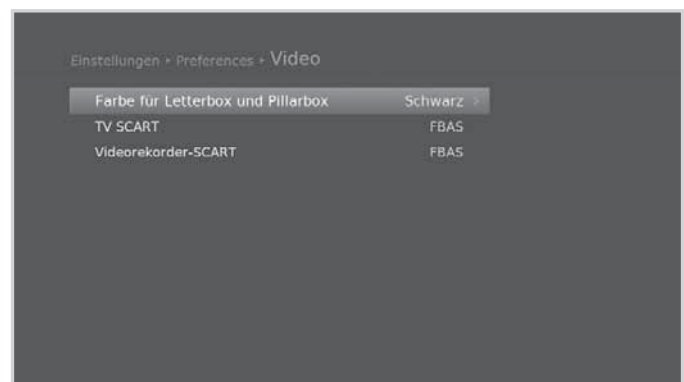 Einstellungen ▸ Preferences ▸ Video
Farbe für Letterbox und Pillarbox Schwarz >
TV SCART FBAS
Videorekorder-SCART FBAS